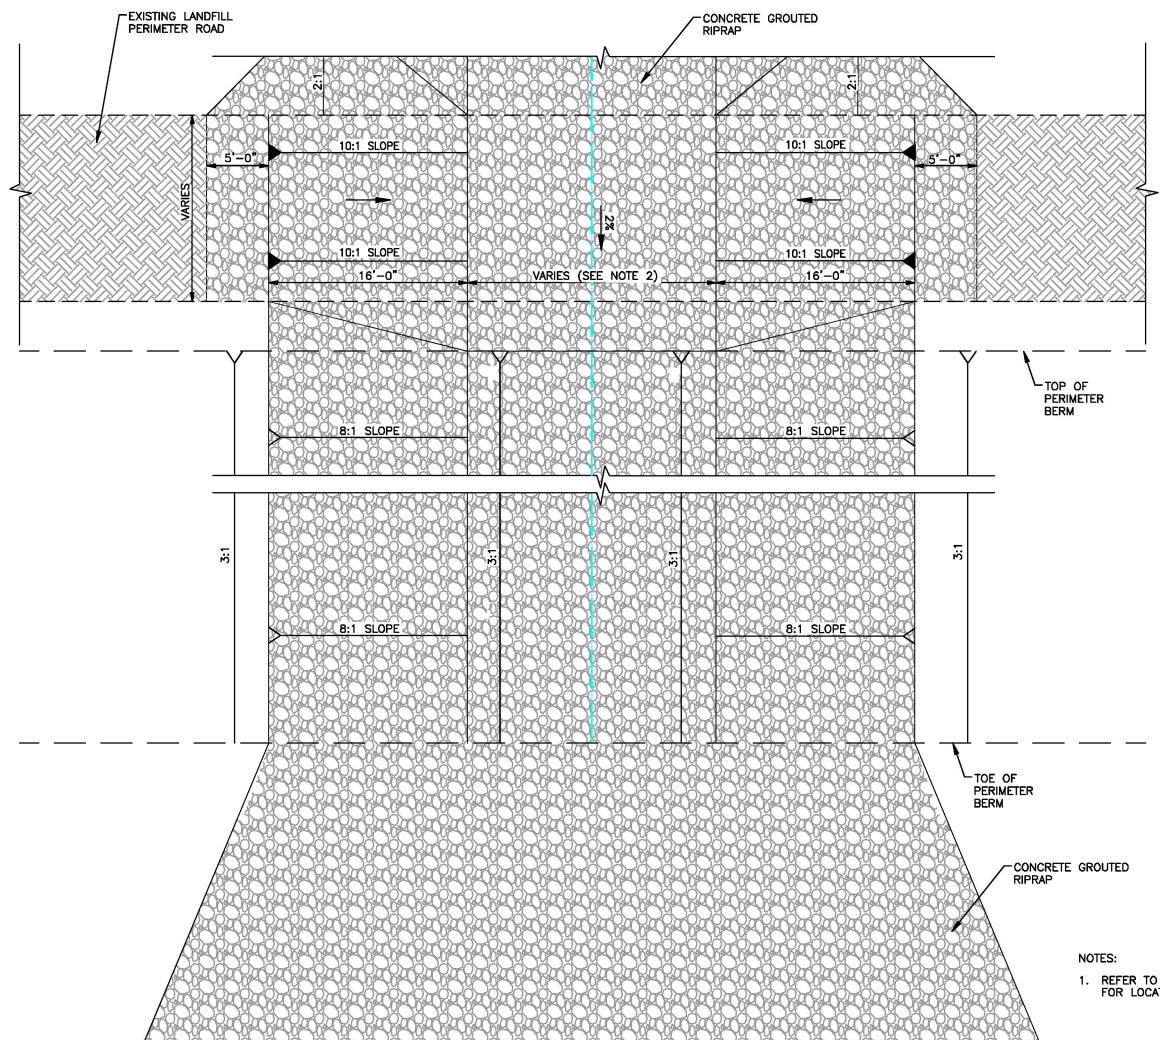 EXISTING LANDFILL
PERIMETER ROAD
CONCRETE GROUTED
RIPRAP
2:1
2:1
10:1 SLOPE
10:1 SLOPE
5'-0"
5'-0"
VARIES
2%
10:1 SLOPE
10:1 SLOPE
16'-0"
VARIES (SEE NOTE 2)
16'-0"
TOP OF
PERIMETER
BERM
8:1 SLOPE
8:1 SLOPE
3:1
3:1
3:1
3:1
8:1 SLOPE
8:1 SLOPE
TOE OF
PERIMETER
BERM
CONCRETE GROUTED
RIPRAP
NOTES:
1. REFER TO
FOR